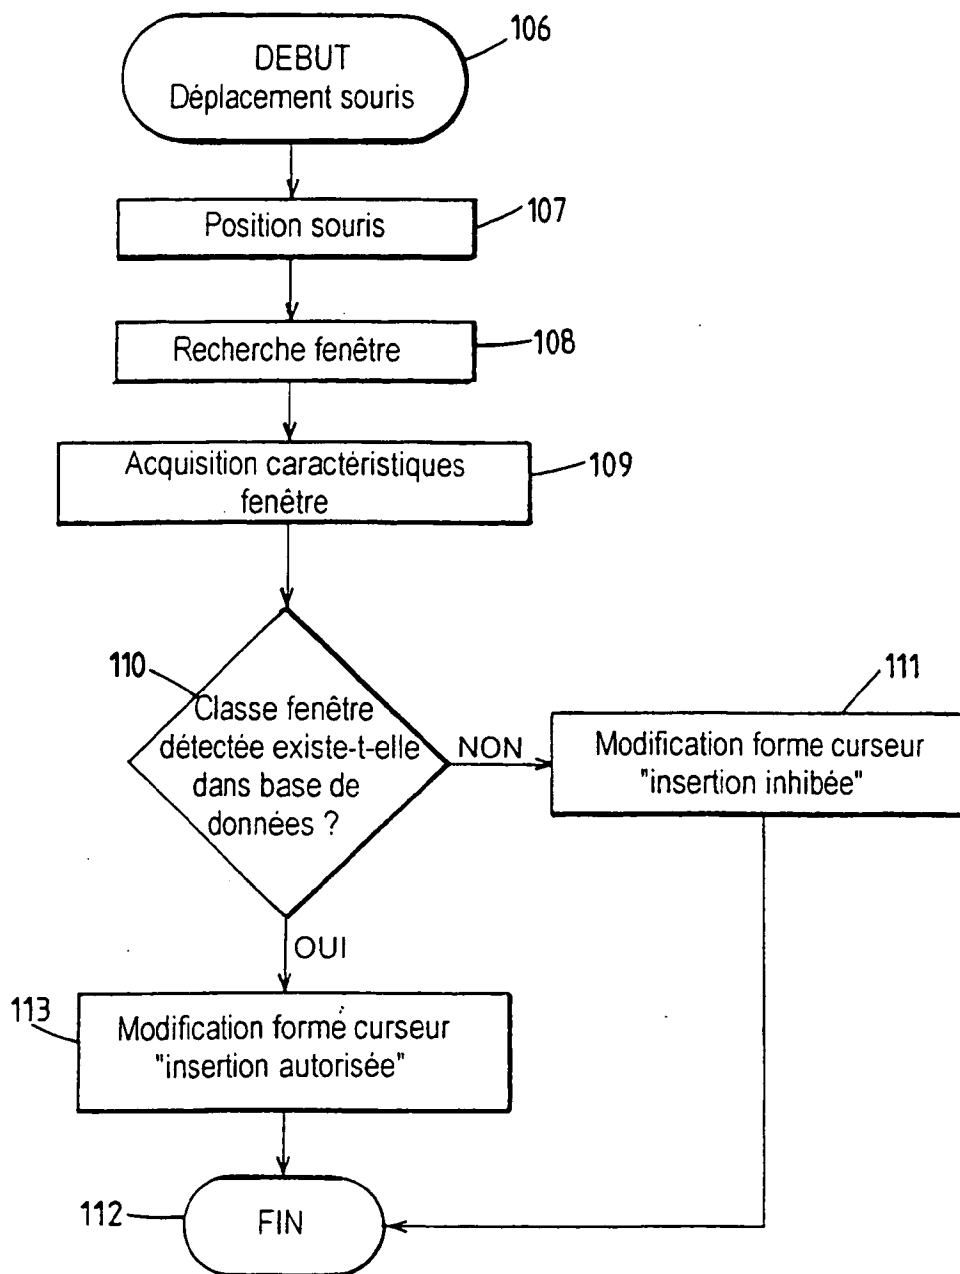 106
DEBUT
Déplacement souris
107
Position souris
108
Recherche fenêtre
109
Acquisition caractéristiques
fenêtre
110
Classe fenêtre
détectée existe-t-elle
dans base de
données ?
NON
111
Modification forme curseur
"insertion inhibée"
OUI
113
Modification forme curseur
"insertion autorisée"
112
FIN